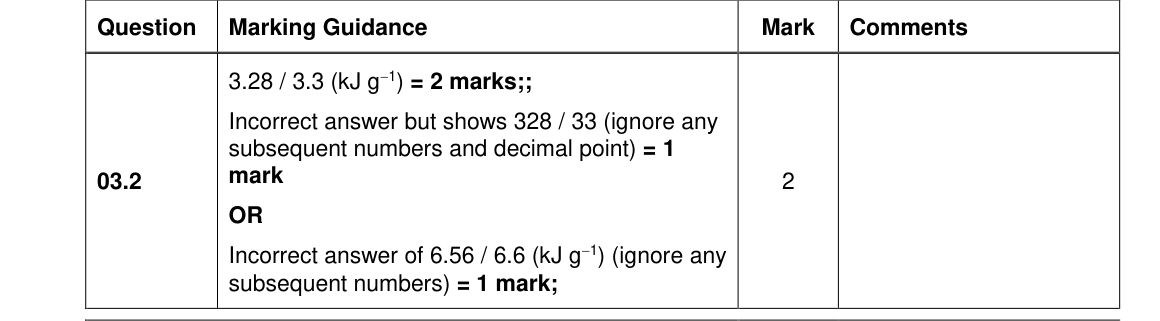 Question Marking Guidance Mark Comments
3.28 / 3.3 (kJ g⁻¹) = 2 marks;;
Incorrect answer but shows 328 / 33 (ignore any
subsequent numbers and decimal point) = 1
mark
03.2
2
OR
Incorrect answer of 6.56 / 6.6 (kJ g⁻¹) (ignore any
subsequent numbers) = 1 mark;